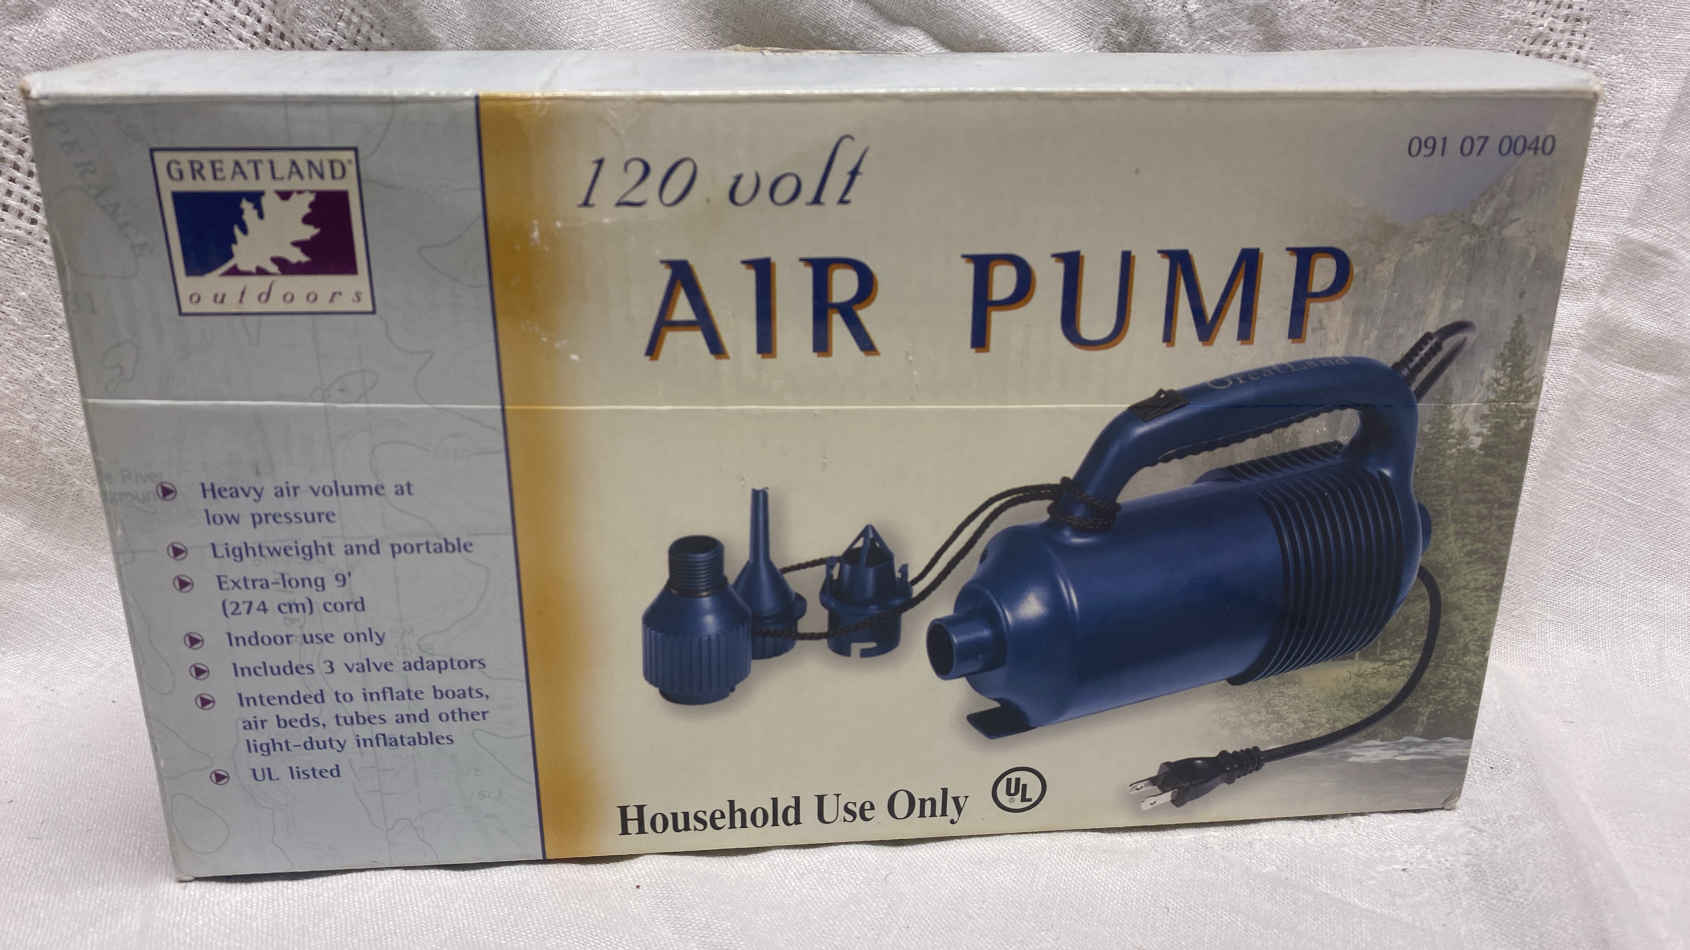 GREATLAND®
outdoors
120 volt
091 07 0040
AIR PUMP
GreatLand
Heavy air volume at
low pressure
Lightweight and portable
Extra-long 9'
(274 cm) cord
Indoor use only
Includes 3 valve adaptors
Intended to inflate boats,
air beds, tubes and other
light-duty inflatables
UL listed
Household Use Only
UL